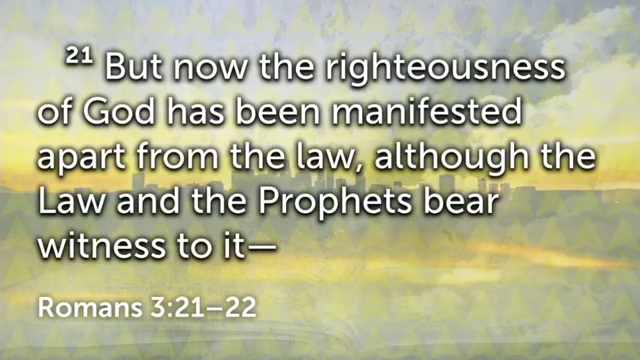 ²¹ But now the righteousness
of God has been manifested
apart from the law, although the
Law and the Prophets bear
witness to it—
Romans 3:21–22